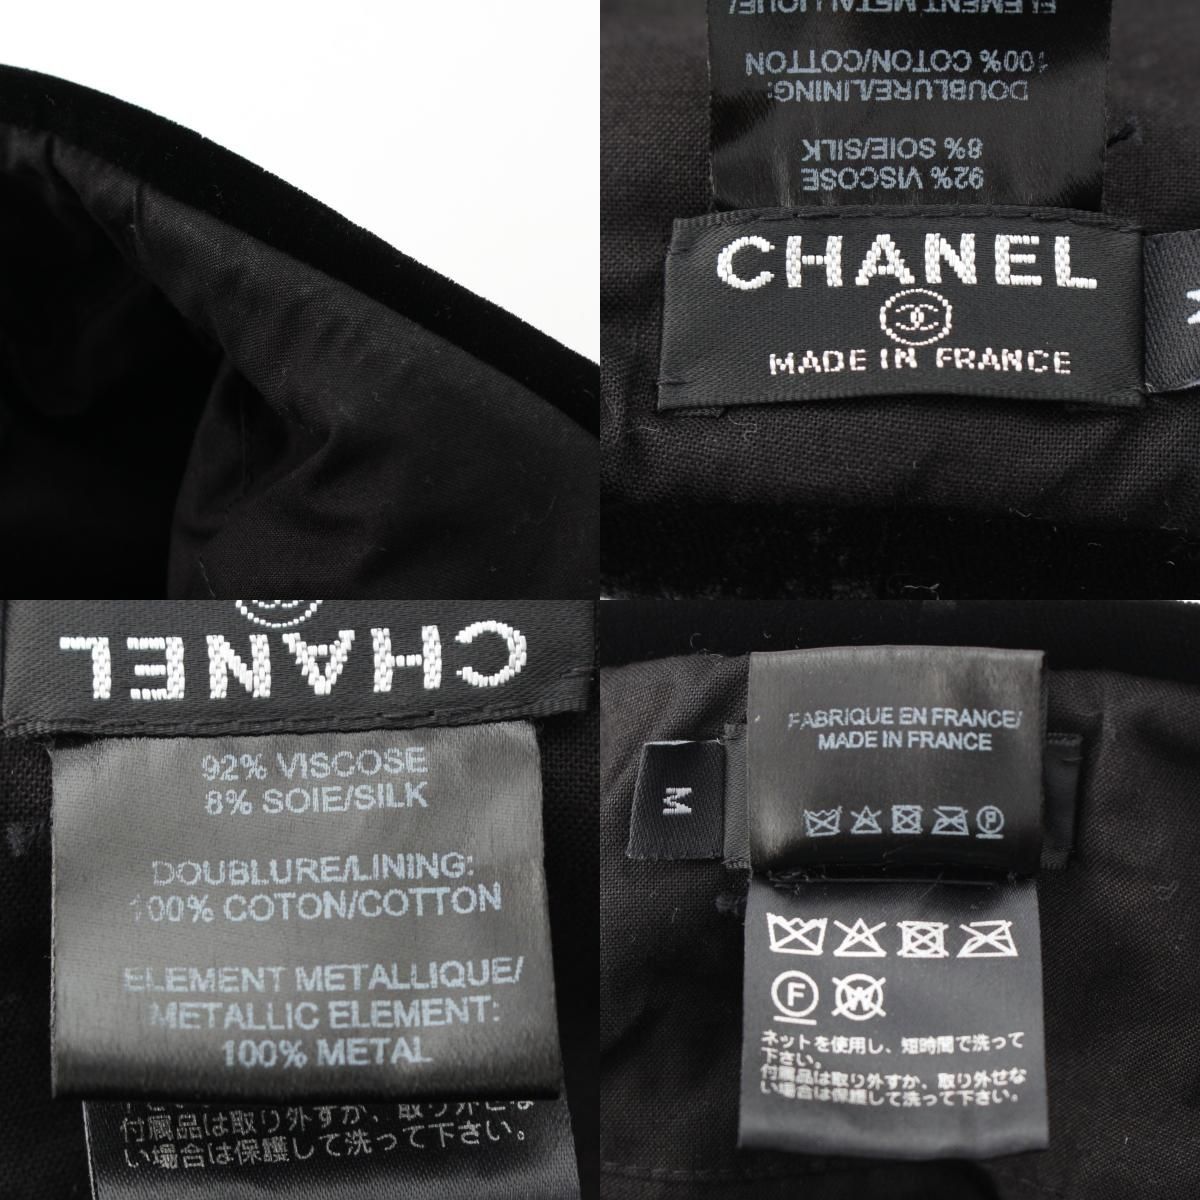 ELEMENT METALLIQUE/
100% COTON/COTTON
DOUBLURE/LINING:
8% SOIE/SILK
92% VISCOSE
CHANEL
MADE IN FRANCE
CHANEL
92% VISCOSE
8% SOIE/SILK
DOUBLURE/LINING:
100% COTON/COTTON
ELEMENT METALLIQUE/
METALLIC ELEMENT:
100% METAL
付属品は取り外すか、取り外せな
い場合は保護して洗って下さい。
FABRIQUE EN FRANCE/
MADE IN FRANCE
M
P
F
W
ネットを使用し、短時間で洗って
下さい。
付属品は取り外すか、取り外せな
い場合は保護して洗って下さい。